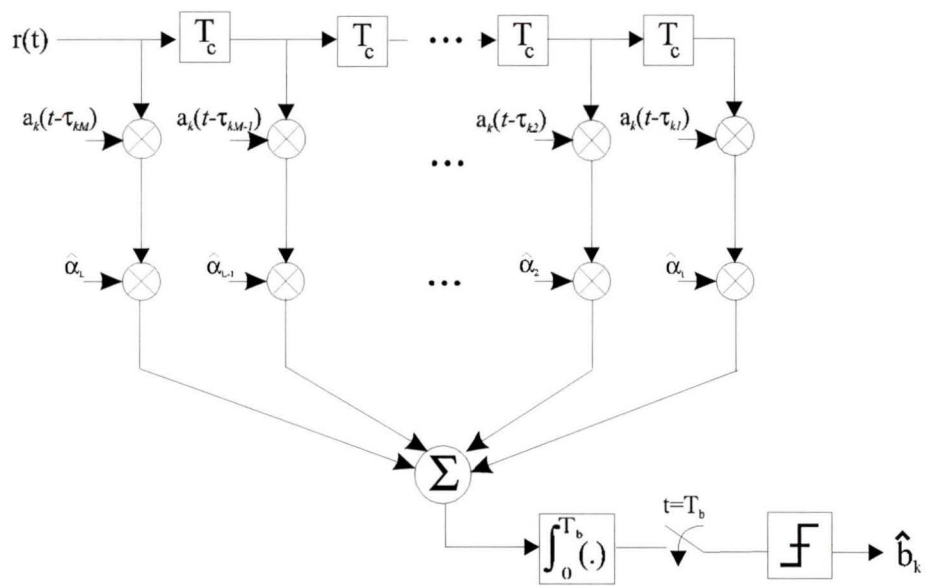 r(t) T_c T_c ... T_c T_c
a_k(t-τ_kM) a_k(t-τ_kM-1) ... a_k(t-τ_k2) a_k(t-τ_k1)
α̂_L α̂_L-1 ... α̂_2 α̂_1
Σ
t=T_b
∫_0^T_b (.) b̂_k